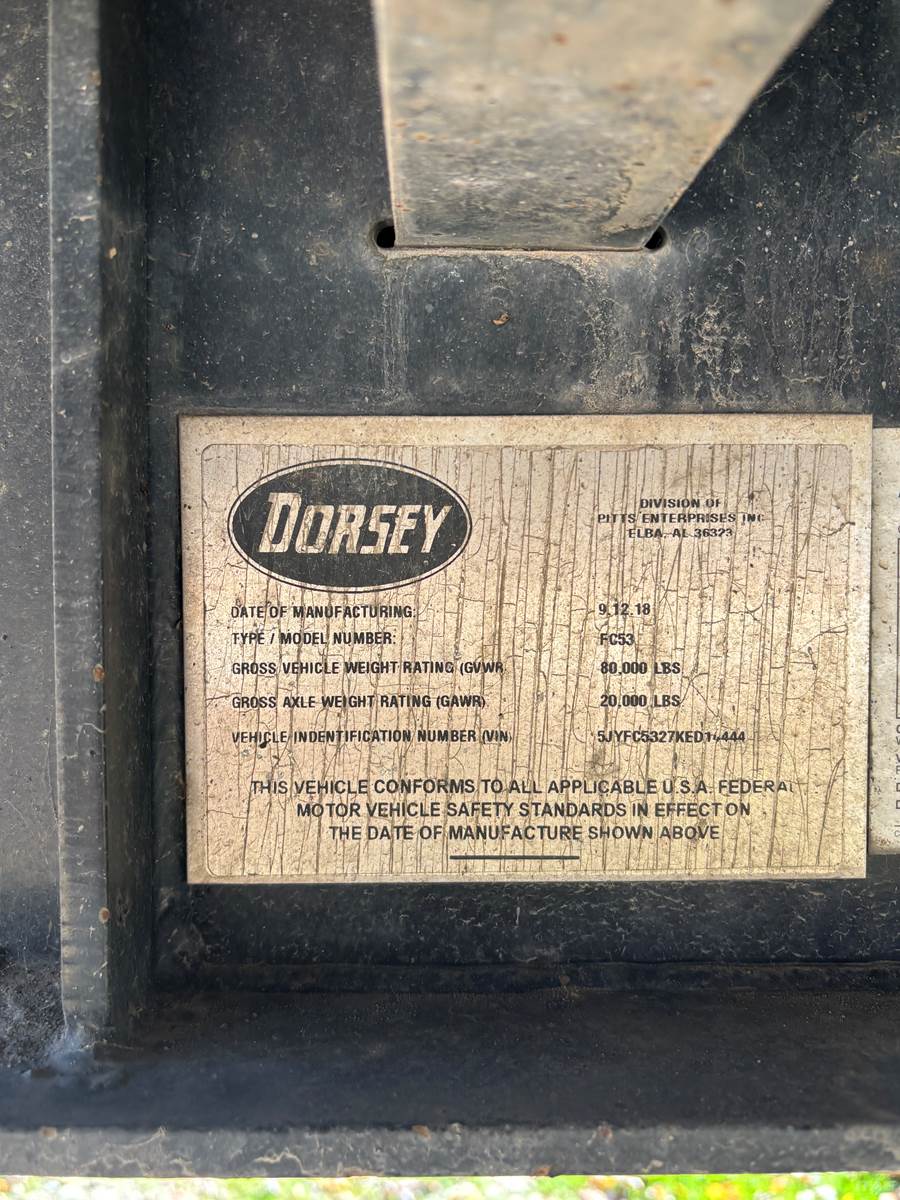 DORSEY
DIVISION OF
PITTS ENTERPRISES INC
ELBA, AL 36323
DATE OF MANUFACTURING: 9.12.18
TYPE / MODEL NUMBER: FC53
GROSS VEHICLE WEIGHT RATING (GVWR) 80,000 LBS
GROSS AXLE WEIGHT RATING (GAWR) 20,000 LBS
VEHICLE INDENTIFICATION NUMBER (VIN)
THIS VEHICLE CONFORMS TO ALL APPLICABLE U.S.A. FEDERAL
MOTOR VEHICLE SAFETY STANDARDS IN EFFECT ON
THE DATE OF MANUFACTURE SHOWN ABOVE